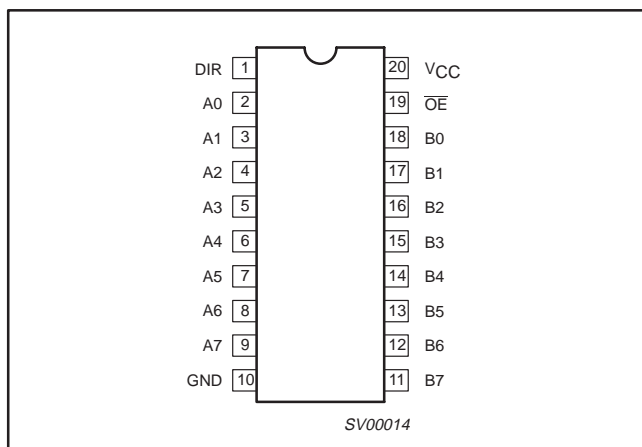 DIR 1 20 VCC
A0 2 19 O̅E̅
A1 3 18 B0
A2 4 17 B1
A3 5 16 B2
A4 6 15 B3
A5 7 14 B4
A6 8 13 B5
A7 9 12 B6
GND 10 11 B7
SV00014